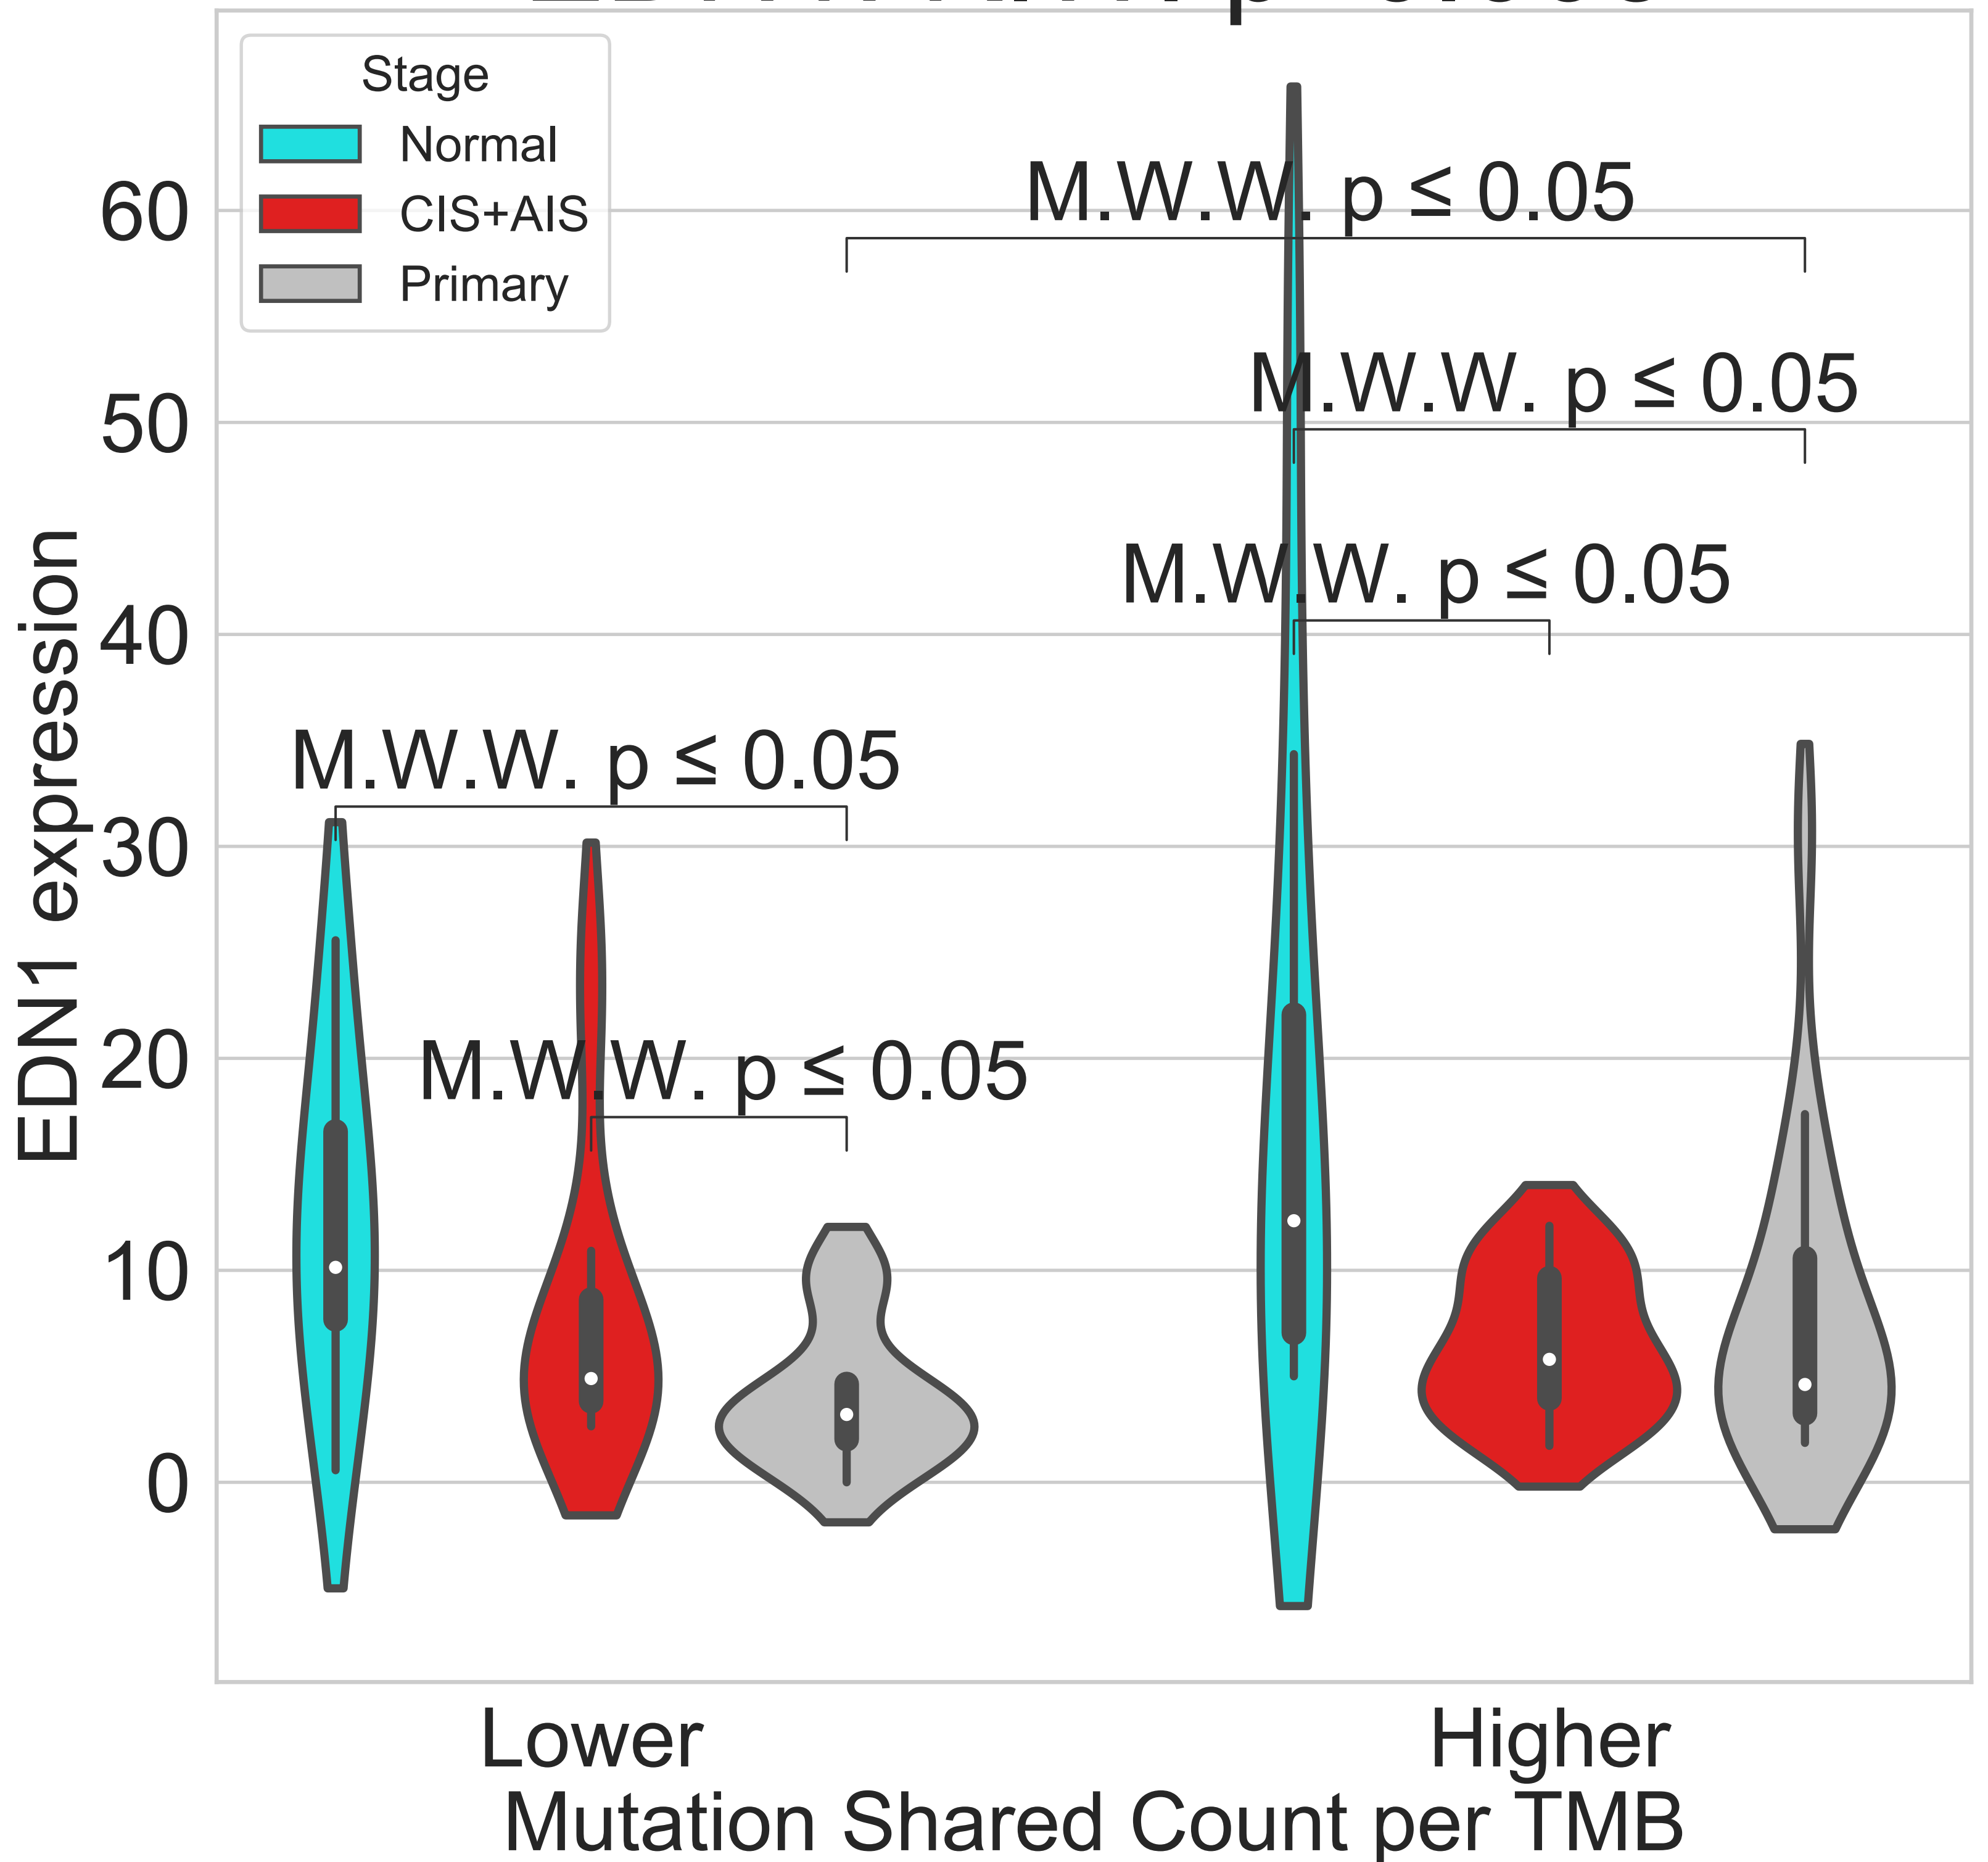 Stage
Normal
CIS+AIS
Primary
60
50
40
30
20
10
0
EDN1 expression
M.W.W. p ≤ 0.05
M.W.W. p ≤ 0.05
M.W.W. p ≤ 0.05
M.W.W. p ≤ 0.05
M.W.W. p ≤ 0.05
Lower
Higher
Mutation Shared Count per TMB